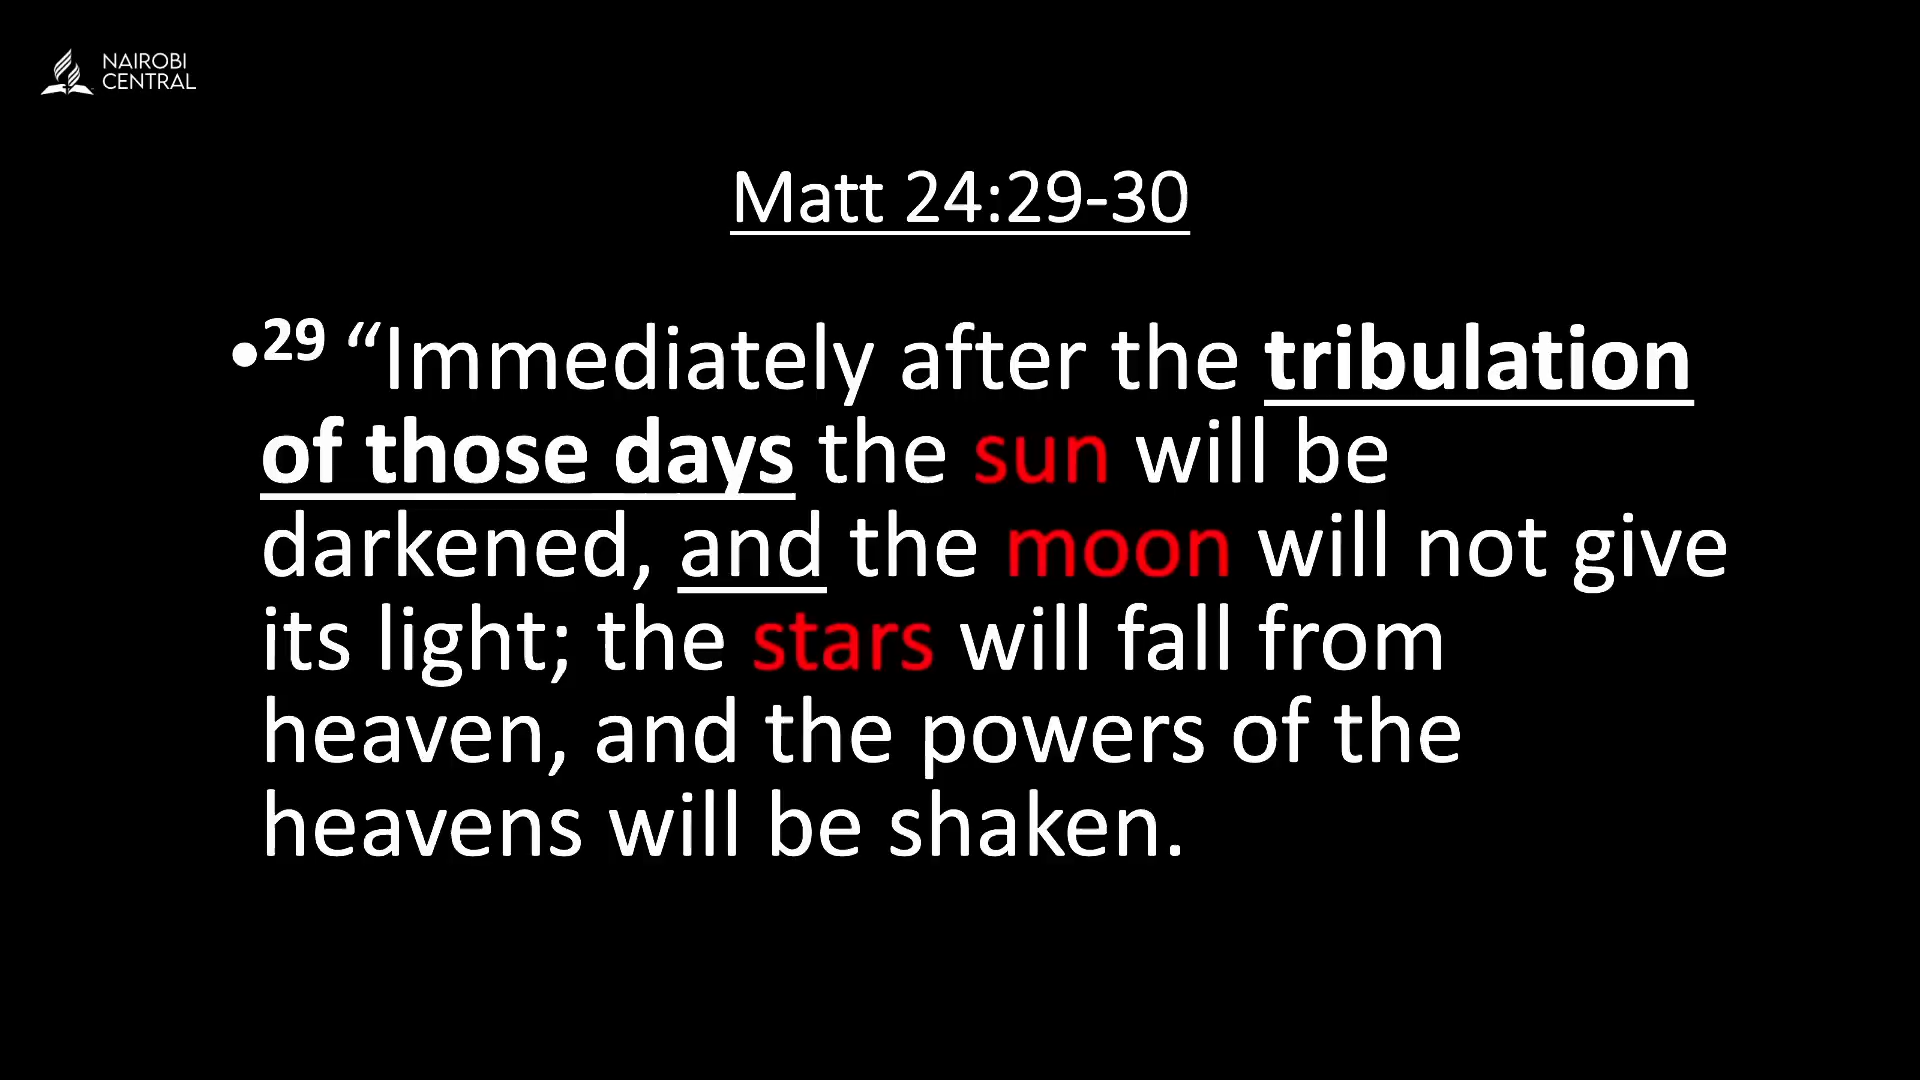 NAIROBI
CENTRAL
Matt 24:29-30
•29 “Immediately after the tribulation
of those days the sun will be
darkened, and the moon will not give
its light; the stars will fall from
heaven, and the powers of the
heavens will be shaken.